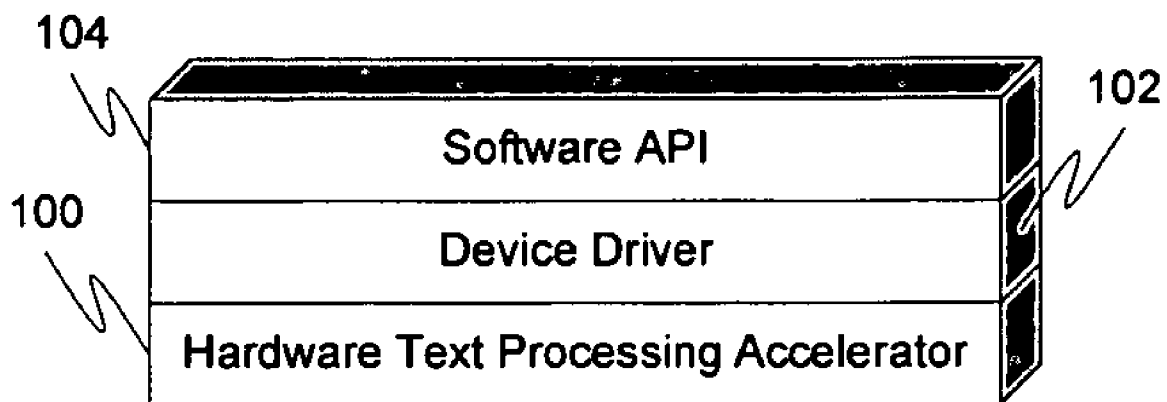 104
102
Software API
100
Device Driver
Hardware Text Processing Accelerator